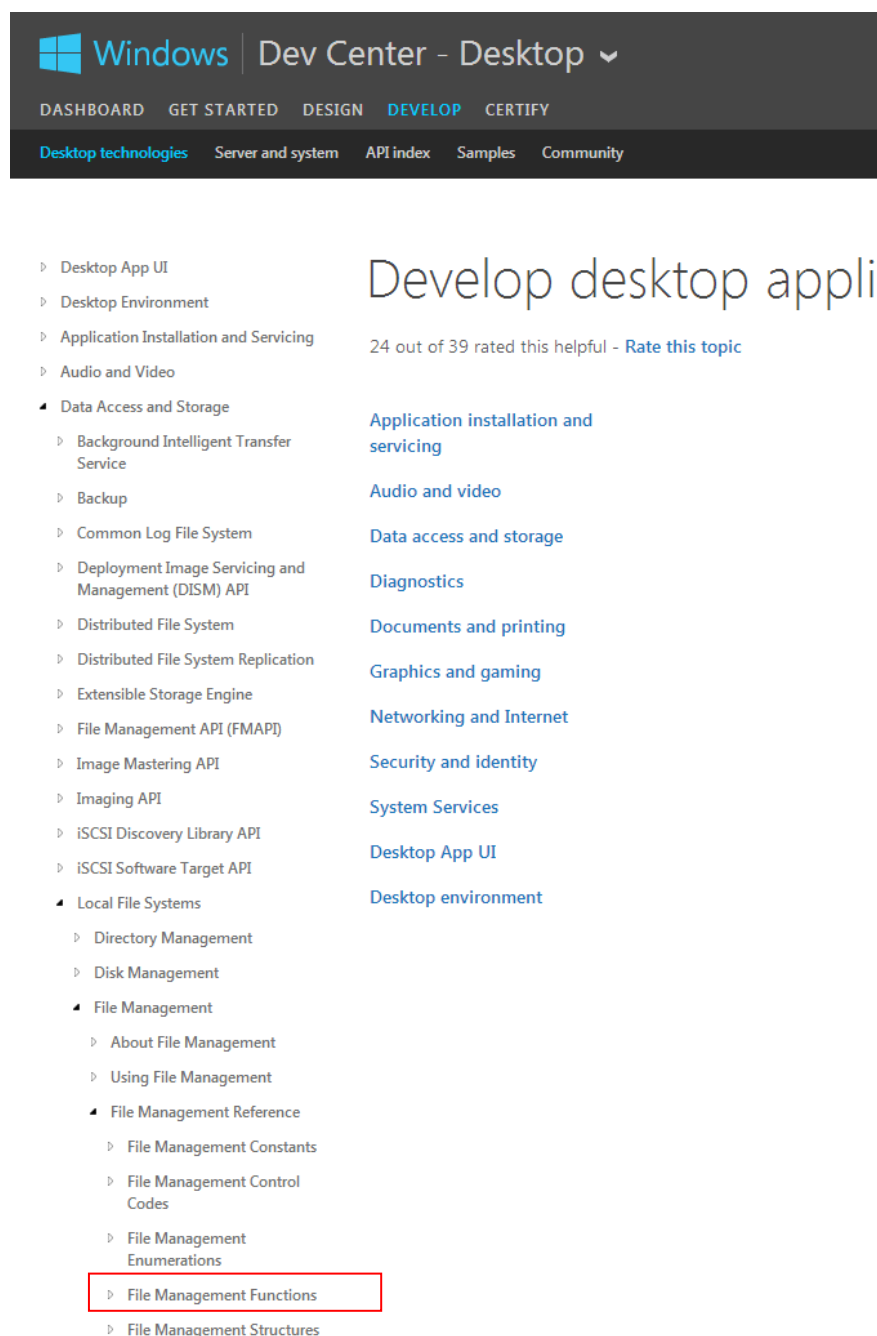 Windows Dev Center - Desktop
DASHBOARD GET STARTED DESIGN DEVELOP CERTIFY
Desktop technologies Server and system API index Samples Community
Desktop App UI
Desktop Environment
Application Installation and Servicing
Audio and Video
Data Access and Storage
Background Intelligent Transfer
Service
Backup
Common Log File System
Deployment Image Servicing and
Management (DISM) API
Distributed File System
Distributed File System Replication
Extensible Storage Engine
File Management API (FMAPI)
Image Mastering API
Imaging API
iSCSI Discovery Library API
iSCSI Software Target API
Local File Systems
Directory Management
Disk Management
File Management
About File Management
Using File Management
File Management Reference
File Management Constants
File Management Control
Codes
File Management
Enumerations
File Management Functions
File Management Structures
Develop desktop appli
24 out of 39 rated this helpful - Rate this topic
Application installation and
servicing
Audio and video
Data access and storage
Diagnostics
Documents and printing
Graphics and gaming
Networking and Internet
Security and identity
System Services
Desktop App UI
Desktop environment